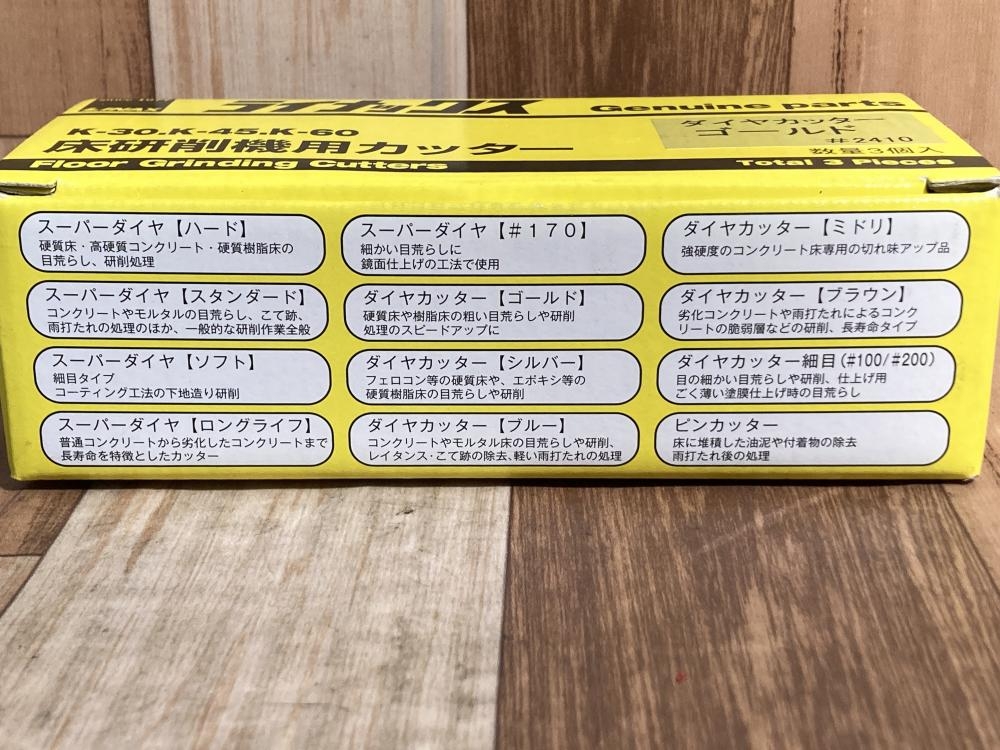 ライナックス Genuine parts
K-30.K-45.K-60
床研削機用カッター
Floor Grinding Cutters
ダイヤカッター
ゴールド
#2410
数量3個入
Total 3 Pieces
スーパーダイヤ【ハード】
硬質床・高硬質コンクリート・硬質樹脂床の
目荒らし、研削処理
スーパーダイヤ【スタンダード】
コンクリートやモルタルの目荒らし、こて跡、
雨打たれの処理のほか、一般的な研削作業全般
スーパーダイヤ【ソフト】
細目タイプ
コーティング工法の下地造り研削
スーパーダイヤ【ロングライフ】
普通コンクリートから劣化したコンクリートまで
長寿命を特徴としたカッター
スーパーダイヤ【#170】
細かい目荒らしに
鏡面仕上げの工法で使用
ダイヤカッター【ゴールド】
硬質床や樹脂床の粗い目荒らしや研削
処理のスピードアップに
ダイヤカッター【シルバー】
フェロコン等の硬質床や、エポキシ等の
硬質樹脂床の目荒らしや研削
ダイヤカッター【ブルー】
コンクリートやモルタル床の目荒らしや研削、
レイタンス・こて跡の除去、軽い雨打たれの処理
ダイヤカッター【ミドリ】
強硬度のコンクリート床専用の切れ味アップ品
ダイヤカッター【ブラウン】
劣化コンクリートや雨打たれによるコンク
リートの脆弱層などの研削、長寿命タイプ
ダイヤカッター細目(#100/#200)
目の細かい目荒らしや研削、仕上げ用
ごく薄い塗膜仕上げ時の目荒らし
ピンカッター
床に堆積した油泥や付着物の除去
雨打たれ後の処理